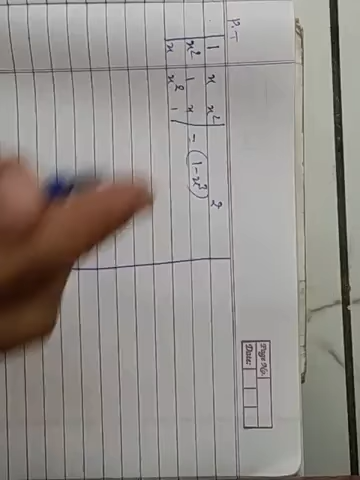 P.T
1 x x²
x² 1 x = (1-x³)²
x x² 1
Page No.
Date: